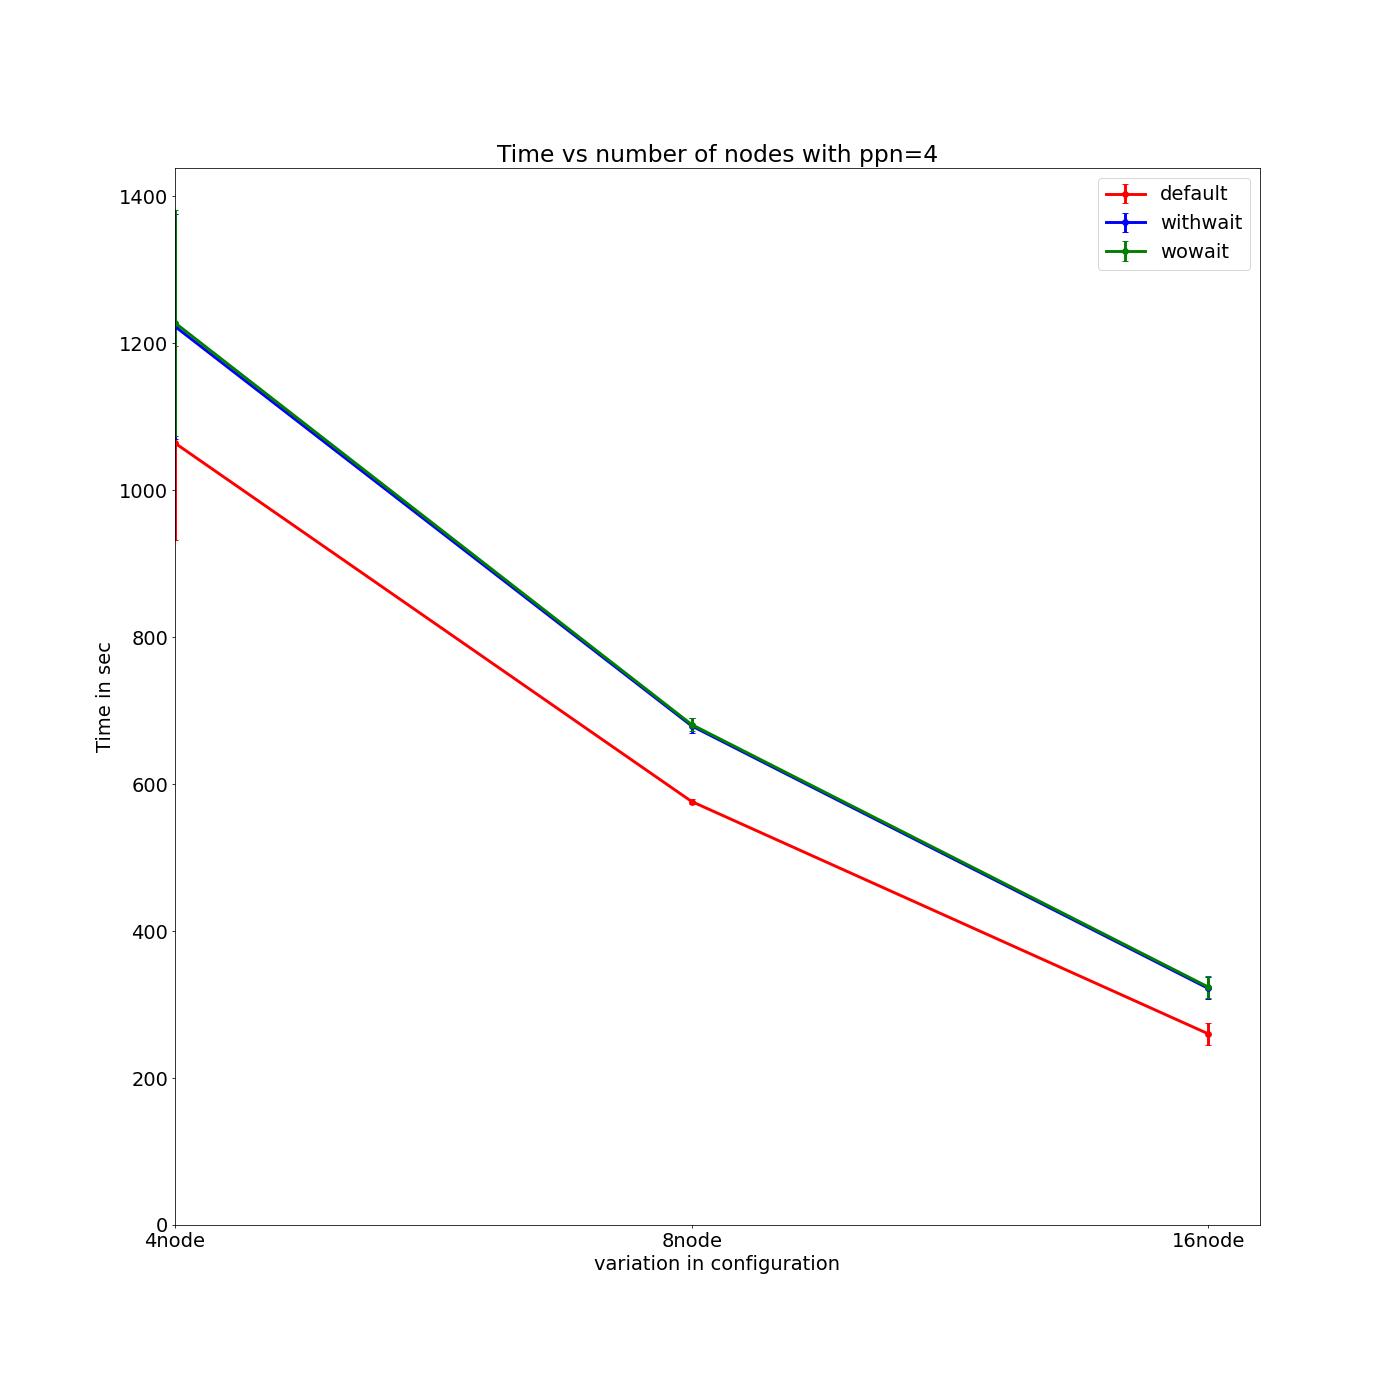 Time vs number of nodes with ppn=4
default
withwait
wowait
1400
1200
1000
800
600
400
200
0
Time in sec
4node 8node 16node
variation in configuration